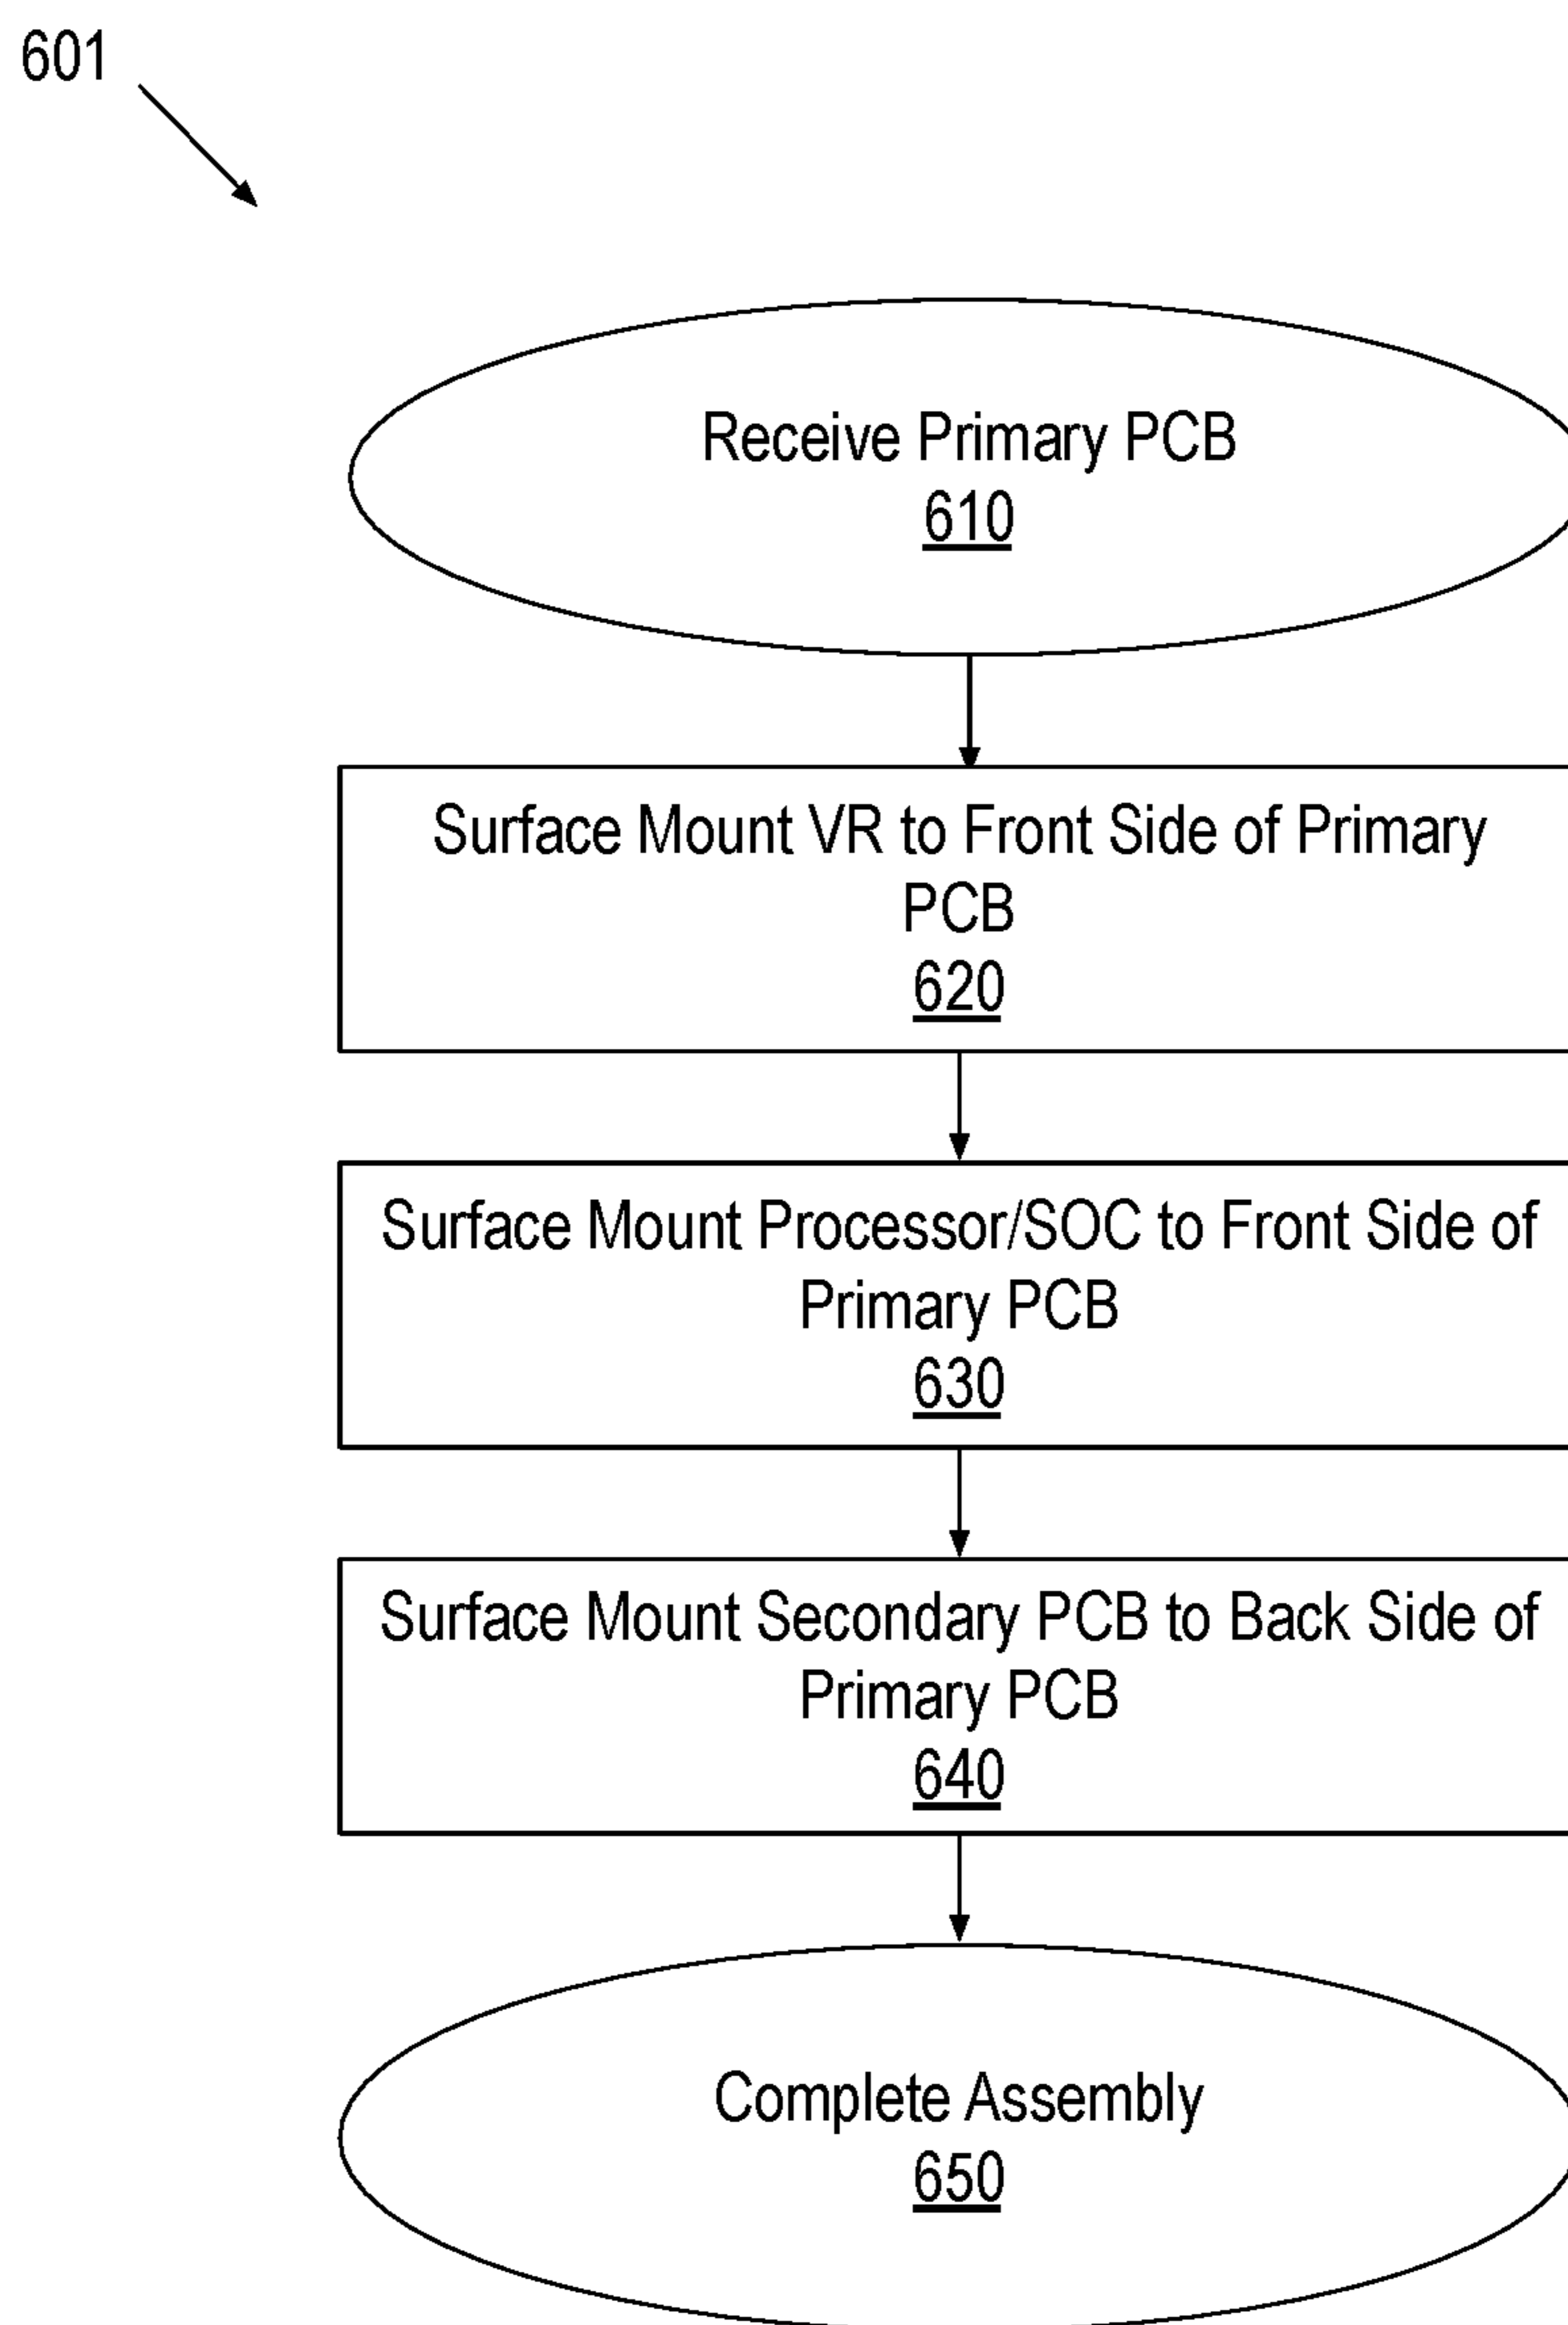 601
Receive Primary PCB
610
Surface Mount VR to Front Side of Primary
PCB
620
Surface Mount Processor/SOC to Front Side of
Primary PCB
630
Surface Mount Secondary PCB to Back Side of
Primary PCB
640
Complete Assembly
650